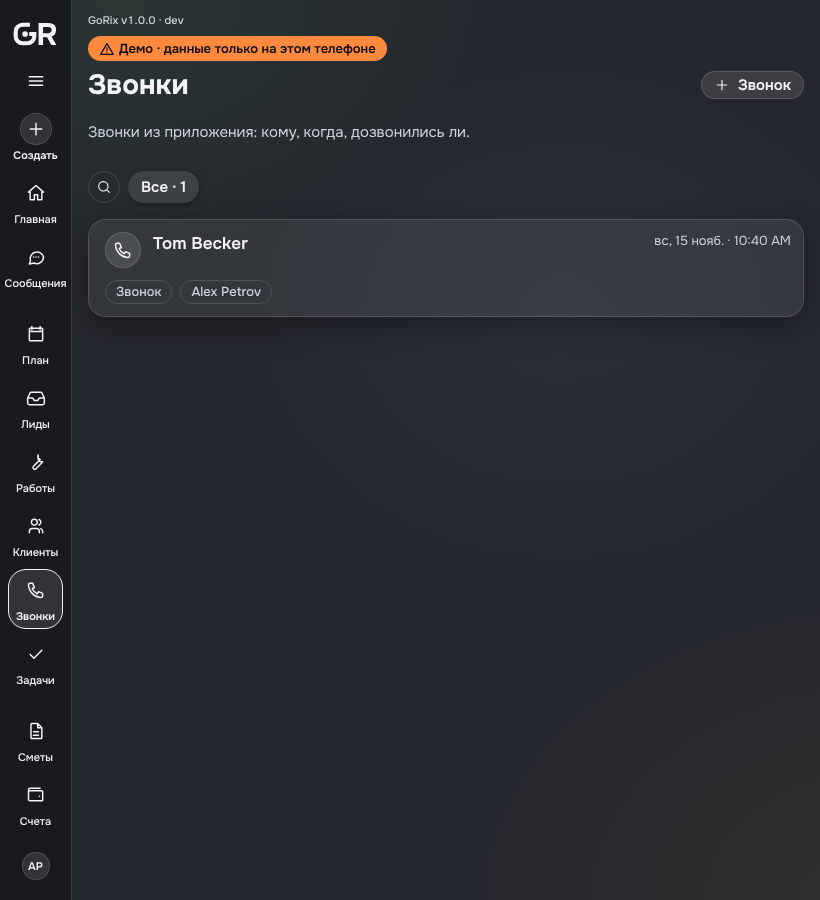 GR
Создать
Главная
Сообщения
План
Лиды
Работы
Клиенты
Звонки
Задачи
Сметы
Счета
AP
GoRix v1.0.0 · dev
Демо · данные только на этом телефоне
Звонки
Звонок
Звонки из приложения: кому, когда, дозвонились ли.
Все · 1
Tom Becker
вс, 15 нояб. · 10:40 AM
Звонок
Alex Petrov